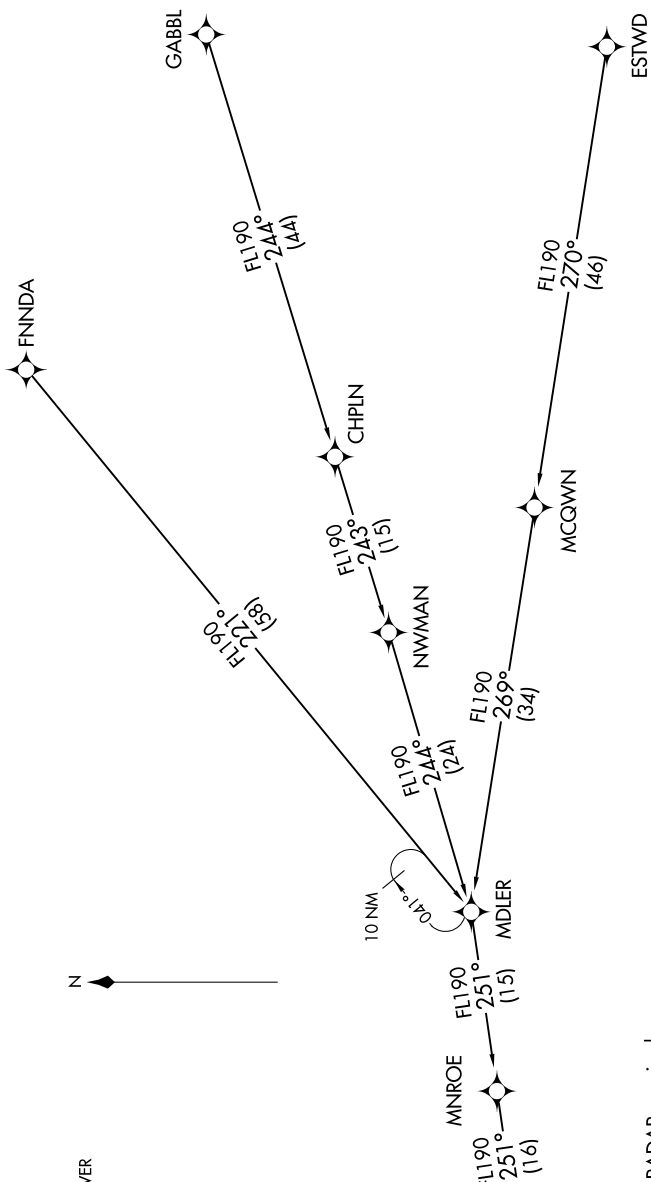 GABBL
ESTWD
FL190
244°
(44)
FL190
270°
(46)
FNNDA
CHPLN
FL190
243°
(15)
MCQWN
FL190
221°
(58)
NWMAN
FL190
269°
(34)
FL190
244°
(24)
10 NM
041°
MDLER
N
FL190
251°
(15)
MNROE
251°
(16)